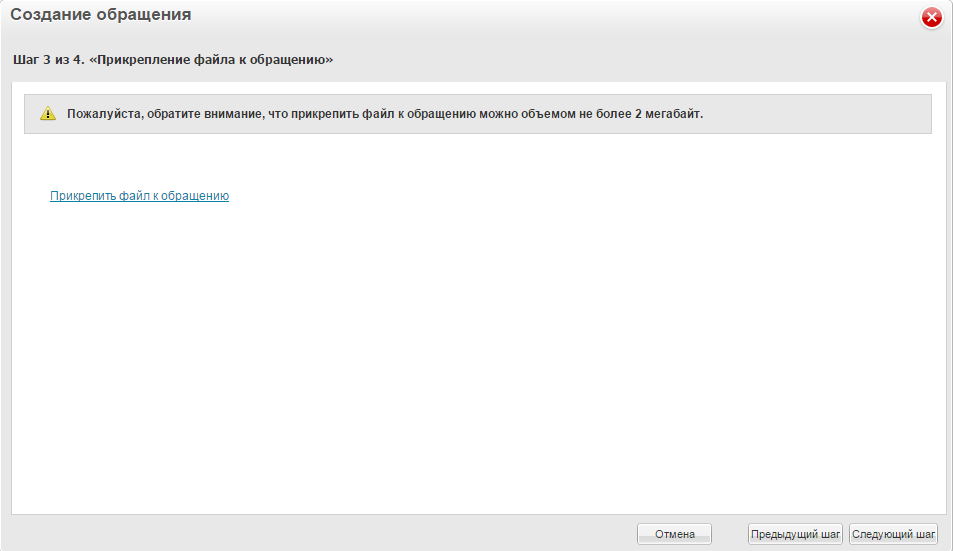 Создание обращения
Шаг 3 из 4. «Прикрепление файла к обращению»
Пожалуйста, обратите внимание, что прикрепить файл к обращению можно объемом не более 2 мегабайт.
Прикрепить файл к обращению
Отмена Предыдущий шаг Следующий шаг